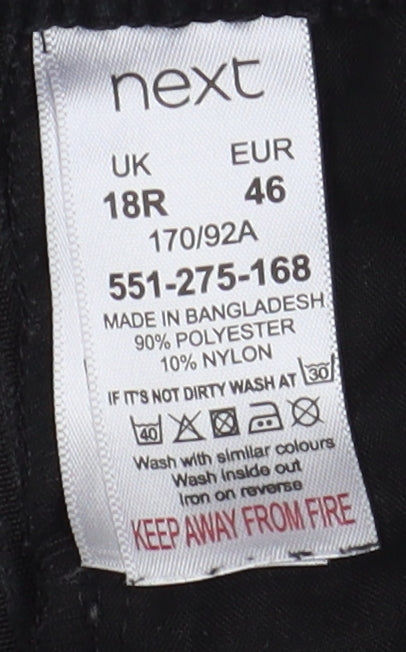 next
UK EUR
18R 46
170/92A
551-275-168
MADE IN BANGLADESH
90% POLYESTER
10% NYLON
IF IT'S NOT DIRTY WASH AT 30
40
Wash with similar colours
Wash inside out
Iron on reverse
KEEP AWAY FROM FIRE